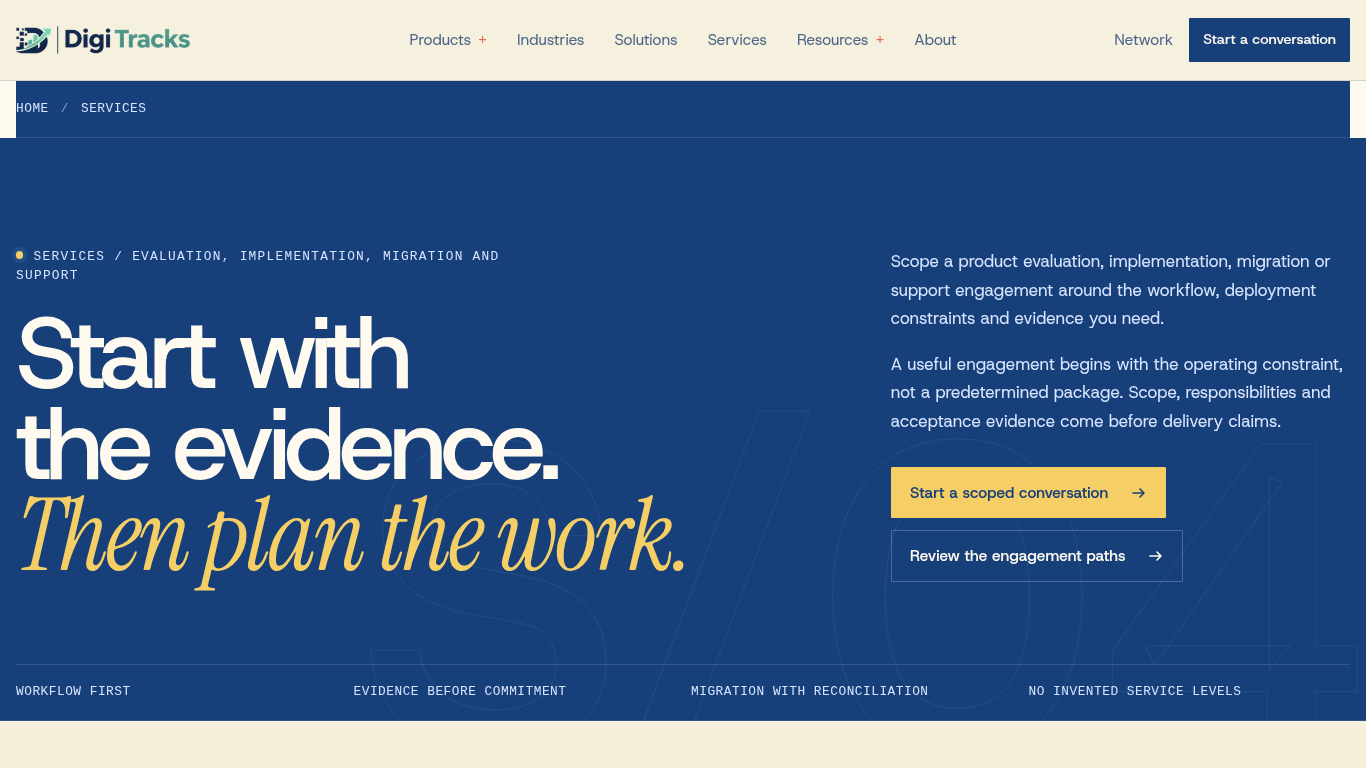 Digi Tracks
Products +
Industries
Solutions
Services
Resources +
About
Network
Start a conversation
HOME / SERVICES
SERVICES / EVALUATION, IMPLEMENTATION, MIGRATION AND
SUPPORT
Start with
the evidence.
Then plan the work.
Scope a product evaluation, implementation, migration or
support engagement around the workflow, deployment
constraints and evidence you need.
A useful engagement begins with the operating constraint,
not a predetermined package. Scope, responsibilities and
acceptance evidence come before delivery claims.
Start a scoped conversation →
Review the engagement paths →
S/04
WORKFLOW FIRST
EVIDENCE BEFORE COMMITMENT
MIGRATION WITH RECONCILIATION
NO INVENTED SERVICE LEVELS